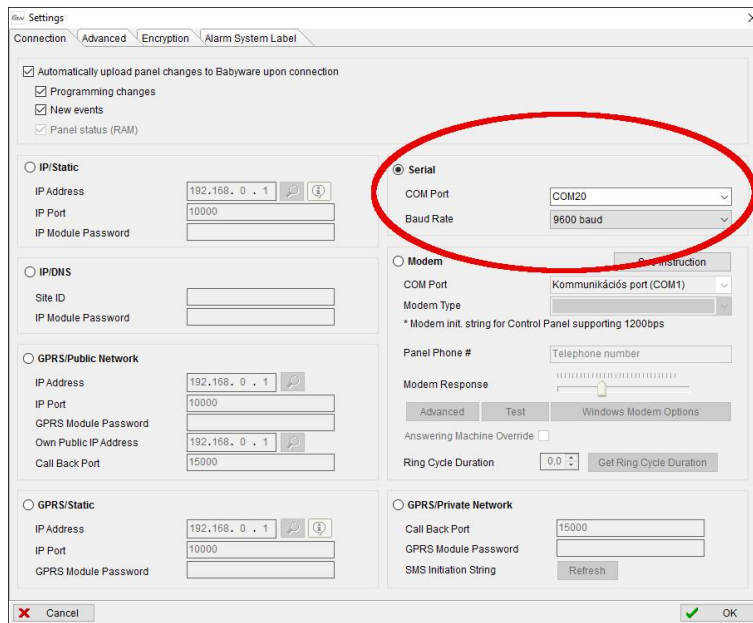 Settings
Connection Advanced Encryption Alarm System Label
Automatically upload panel changes to Babyware upon connection
Programming changes
New events
Panel status (RAM)
IP/Static
IP Address 192.168. 0 . 1
IP Port 10000
IP Module Password
IP/DNS
Site ID
IP Module Password
GPRS/Public Network
IP Address 192.168. 0 . 1
IP Port 10000
GPRS Module Password
Own Public IP Address 192.168. 0 . 1
Call Back Port 15000
GPRS/Static
IP Address 192.168. 0 . 1
IP Port 10000
GPRS Module Password
Serial
COM Port COM20
Baud Rate 9600 baud
Modem
COM Port Kommunikációs port (COM1)
Modem Type
* Modem init. string for Control Panel supporting 1200bps
Panel Phone # Telephone number
Modem Response
Advanced Test Windows Modem Options
Answering Machine Override
Ring Cycle Duration 0,0 Get Ring Cycle Duration
GPRS/Private Network
Call Back Port 15000
GPRS Module Password
SMS Initiation String Refresh
Cancel OK